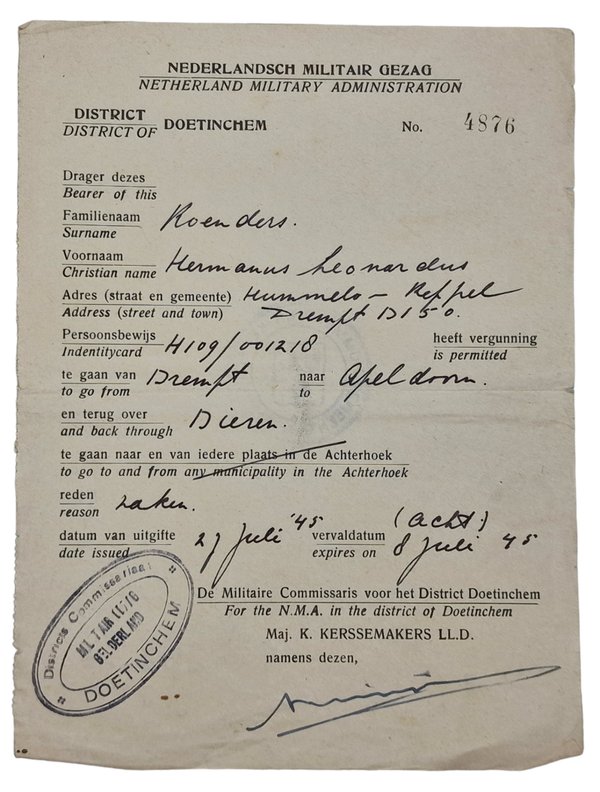 NEDERLANDSCH MILITAIR GEZAG
NETHERLAND MILITARY ADMINISTRATION
DISTRICT
DISTRICT OF DOETINCHEM No. 4876
Drager dezes
Bearer of this
Familienaam Koenders.
Surname
Voornaam Hermanus Leonardus
Christian name
Adres (straat en gemeente) Hummelo - Keppel
Address (street and town) Drempt D150.
Persoonsbewijs H109/001218 heeft vergunning
Indentitycard is permitted
te gaan van Drempt naar Apeldoorn.
to go from to
en terug over Dieren.
and back through
te gaan naar en van iedere plaats in de Achterhoek
to go to and from any municipality in the Achterhoek
reden zaken.
reason
datum van uitgifte 27 Juli '45 vervaldatum (acht)
date issued expires on 8 Juli 45
De Militaire Commissaris voor het District Doetinchem
For the N.M.A. in the district of Doetinchem
Maj. K. KERSSEMAKERS LL.D.
namens dezen,
Districts Commissariaat
GELDERLAND
DOETINCHEM